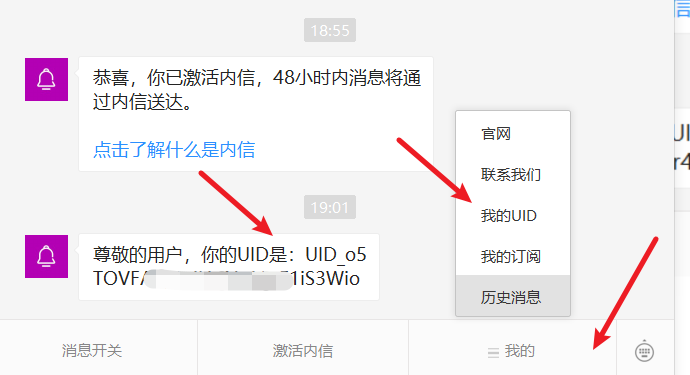 18:55
恭喜，你已激活内信，48小时内消息将通
过内信送达。
点击了解什么是内信
19:01
尊敬的用户，你的UID是：UID_o5
TOVFA 1iS3Wio
官网
联系我们
我的UID
我的订阅
历史消息
消息开关
激活内信
我的
信
UI
r4